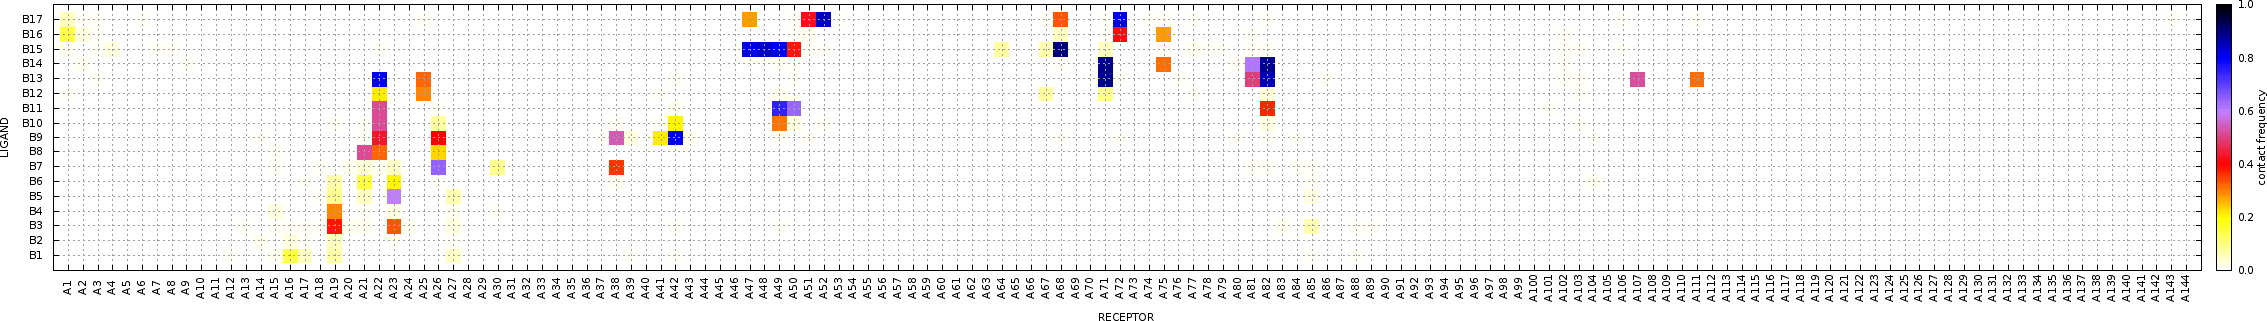 B17
B16
B15
B14
B13
B12
B11
B10
B9
B8
B7
B6
B5
B4
B3
B2
B1
LIGAND
A1 A2 A3 A4 A5 A6 A7 A8 A9 A10 A11 A12 A13 A14 A15 A16 A17 A18 A19 A20 A21 A22 A23 A24 A25 A26 A27 A28 A29 A30 A31 A32 A33 A34 A35 A36 A37 A38 A39 A40 A41 A42 A43 A44 A45 A46 A47 A48 A49 A50 A51 A52 A53 A54 A55 A56 A57 A58 A59 A60 A61 A62 A63 A64 A65 A66 A67 A68 A69 A70 A71 A72 A73 A74 A75 A76 A77 A78 A79 A80 A81 A82 A83 A84 A85 A86 A87 A88 A89 A90 A91 A92 A93 A94 A95 A96 A97 A98 A99 A100 A101 A102 A103 A104 A105 A106 A107 A108 A109 A110 A111 A112 A113 A114 A115 A116 A117 A118 A119 A120 A121 A122 A123 A124 A125 A126 A127 A128 A129 A130 A131 A132 A133 A134 A135 A136 A137 A138 A139 A140 A141 A142 A143 A144
RECEPTOR
1.0
0.8
0.6
0.4
0.2
0.0
contact frequency